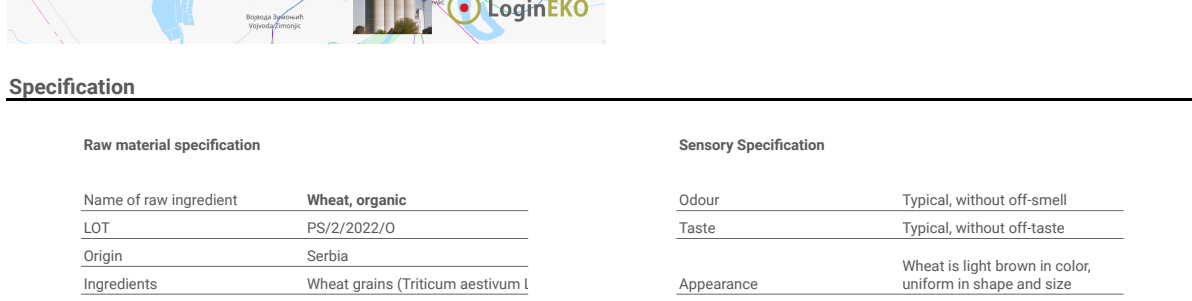 Војвода Зимонић
Vojvoda Zimonjic
LoginEKO
Specification
Raw material specification
Name of raw ingredient Wheat, organic
LOT PS/2/2022/O
Origin Serbia
Ingredients Wheat grains (Triticum aestivum L
Sensory Specification
Odour Typical, without off-smell
Taste Typical, without off-taste
Appearance Wheat is light brown in color,
uniform in shape and size